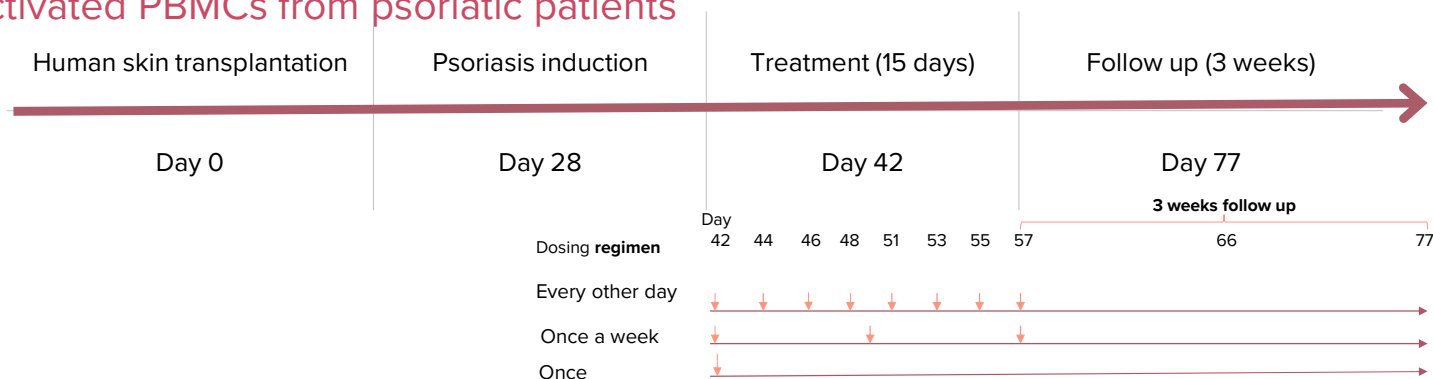 PBMCs from psoriatic patients
Human skin transplantation
Psoriasis induction
Treatment (15 days)
Follow up (3 weeks)
Day 0
Day 28
Day 42
Day 77
3 weeks follow up
Day
Dosing regimen
42 44 46 48 51 53 55 57 66 77
Every other day
Once a week
Once